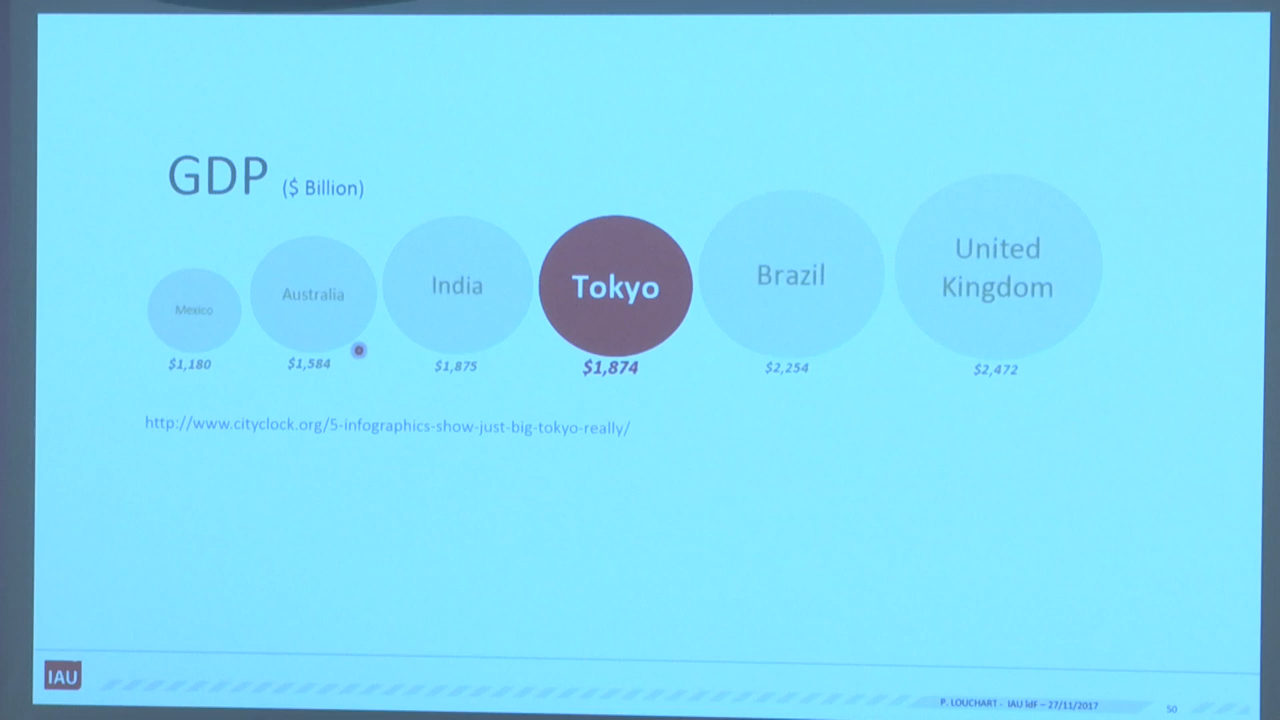 GDP ($ Billion)
Mexico
Australia
India
Tokyo
Brazil
United
Kingdom
$1,180
$1,584
$1,875
$1,874
$2,254
$2,472
http://www.cityclock.org/5-infographics-show-just-big-tokyo-really/
IAU
P. LOUCHART - IAU IdF – 27/11/2017
50